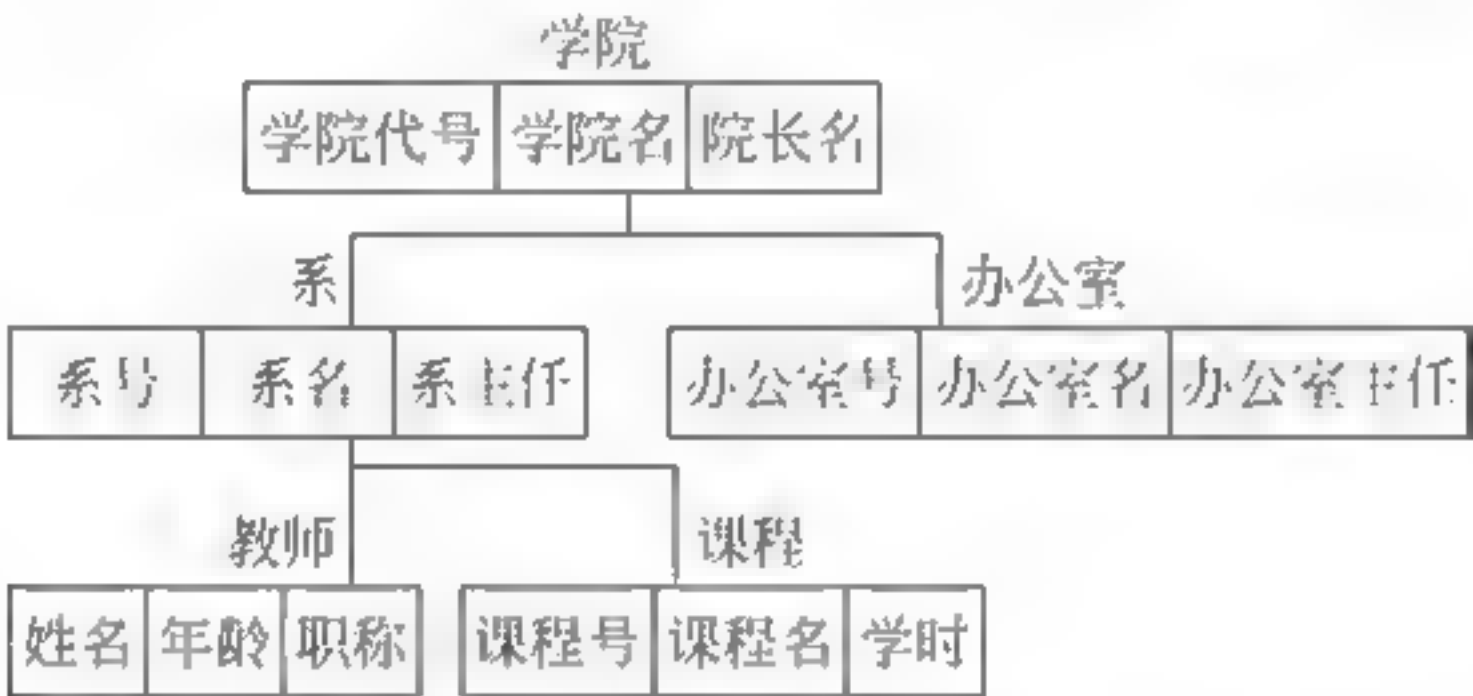 学院
学院代号 学院名 院长名
系 办公室
系号 系名 系主任 办公室号 办公室名 办公室主任
教师 课程
姓名 年龄 职称 课程号 课程名 学时